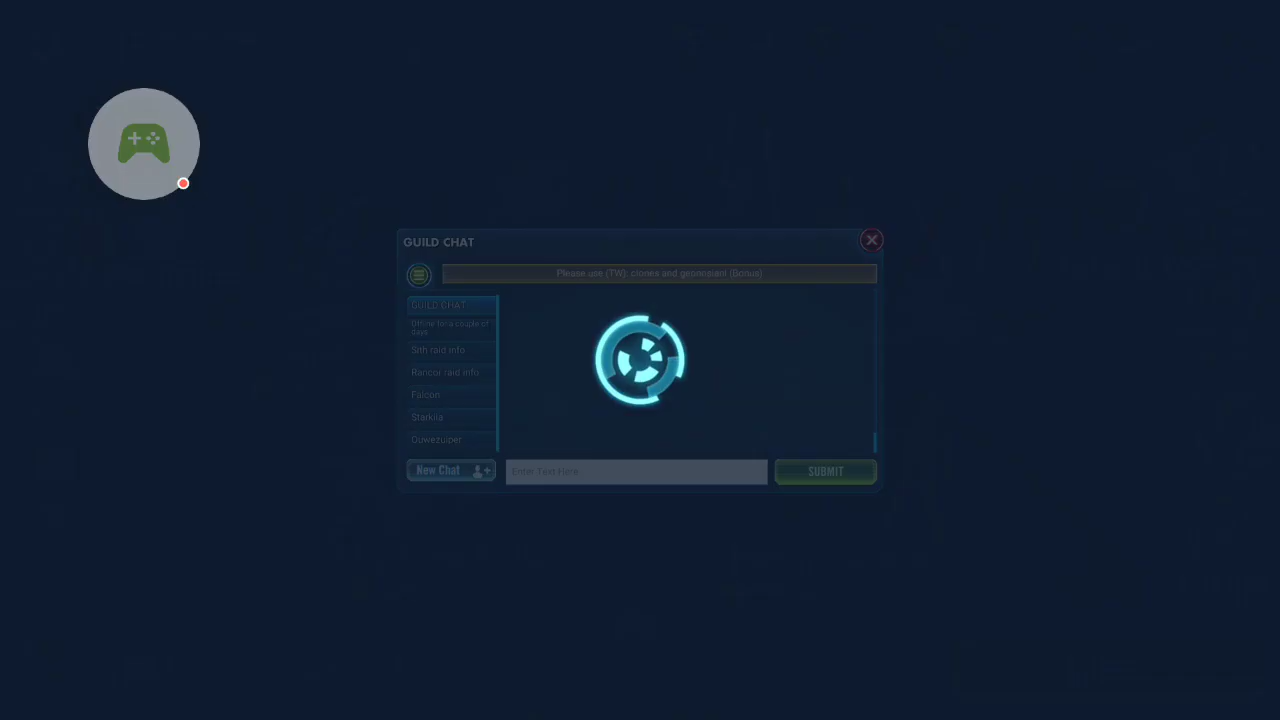 GUILD CHAT
Please use (TW): clones and geonosian! (Bonus)
GUILD CHAT
Offline for a couple of
days
Sith raid info
Rancor raid info
Falcon
Starkila
Ouwezuiper
New Chat
Enter Text Here
SUBMIT